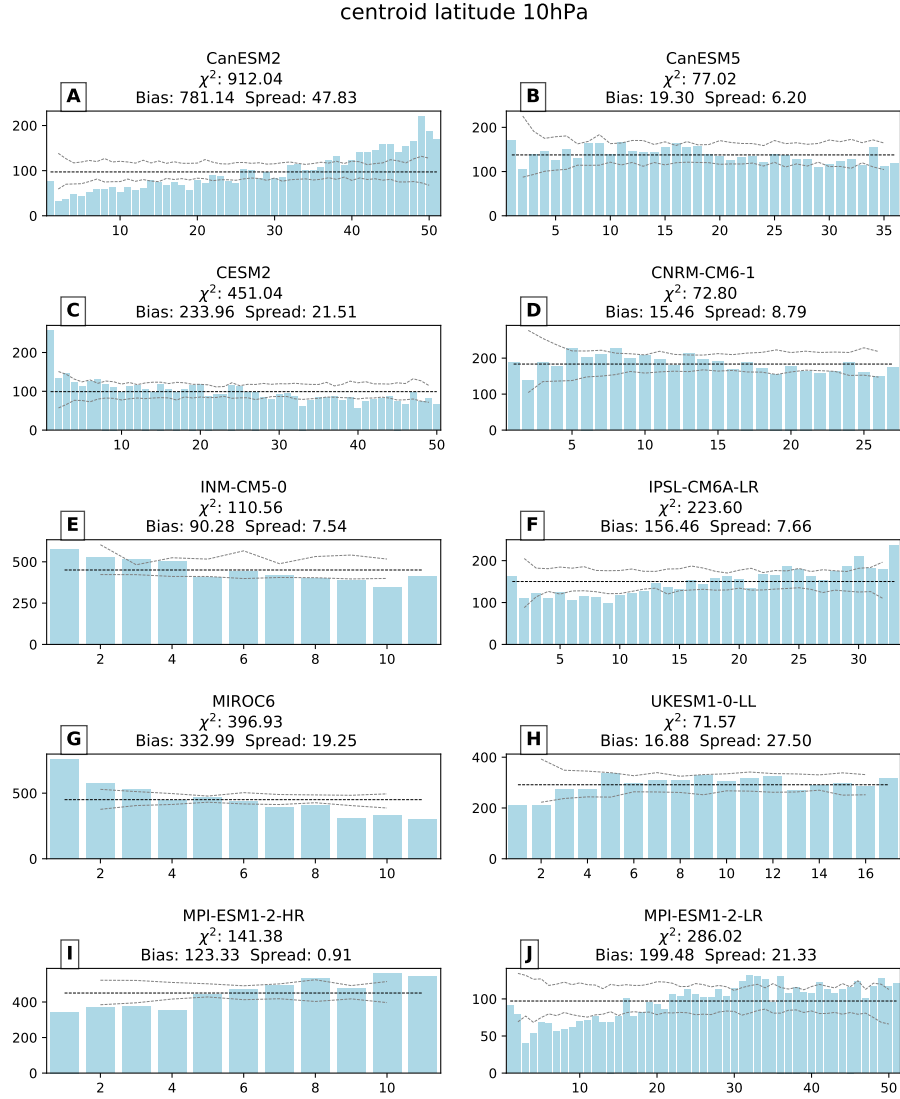 centroid latitude 10hPa
CanESM2
χ²: 912.04
A
Bias: 781.14 Spread: 47.83
200
100
0
10 20 30 40 50
CanESM5
χ²: 77.02
B
Bias: 19.30 Spread: 6.20
200
100
0
5 10 15 20 25 30 35
CESM2
χ²: 451.04
C
Bias: 233.96 Spread: 21.51
200
100
0
10 20 30 40 50
CNRM-CM6-1
χ²: 72.80
D
Bias: 15.46 Spread: 8.79
200
100
0
5 10 15 20 25
INM-CM5-0
χ²: 110.56
E
Bias: 90.28 Spread: 7.54
500
250
0
2 4 6 8 10
IPSL-CM6A-LR
χ²: 223.60
F
Bias: 156.46 Spread: 7.66
200
100
0
5 10 15 20 25 30
MIROC6
χ²: 396.93
G
Bias: 332.99 Spread: 19.25
500
0
2 4 6 8 10
UKESM1-0-LL
χ²: 71.57
H
Bias: 16.88 Spread: 27.50
400
200
0
2 4 6 8 10 12 14 16
MPI-ESM1-2-HR
χ²: 141.38
I
Bias: 123.33 Spread: 0.91
400
200
0
2 4 6 8 10
MPI-ESM1-2-LR
χ²: 286.02
J
Bias: 199.48 Spread: 21.33
100
50
0
10 20 30 40 50